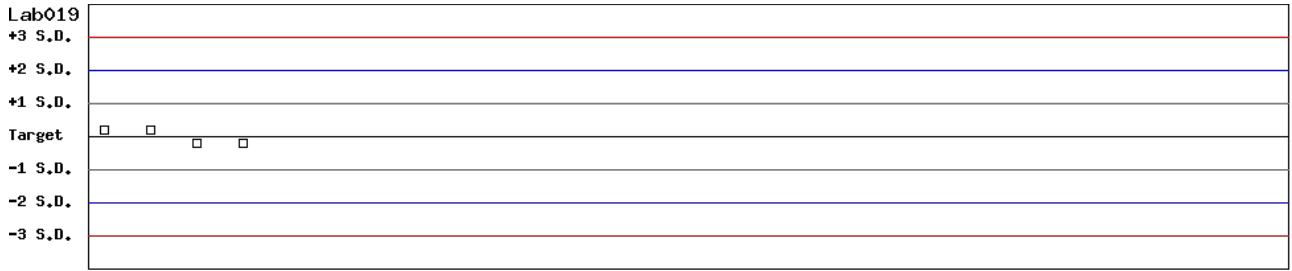 Lab019
+3 S.D.
+2 S.D.
+1 S.D.
Target
-1 S.D.
-2 S.D.
-3 S.D.